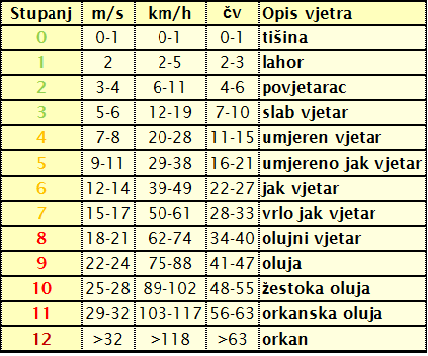 Stupanj m/s km/h čv Opis vjetra
0 0-1 0-1 0-1 tišina
1 2 2-5 2-3 lahor
2 3-4 6-11 4-6 povjetarac
3 5-6 12-19 7-10 slab vjetar
4 7-8 20-28 11-15 umjeren vjetar
5 9-11 29-38 16-21 umjereno jak vjetar
6 12-14 39-49 22-27 jak vjetar
7 15-17 50-61 28-33 vrlo jak vjetar
8 18-21 62-74 34-40 olujni vjetar
9 22-24 75-88 41-47 oluja
10 25-28 89-102 48-55 žestoka oluja
11 29-32 103-117 56-63 orkanska oluja
12 >32 >118 >63 orkan